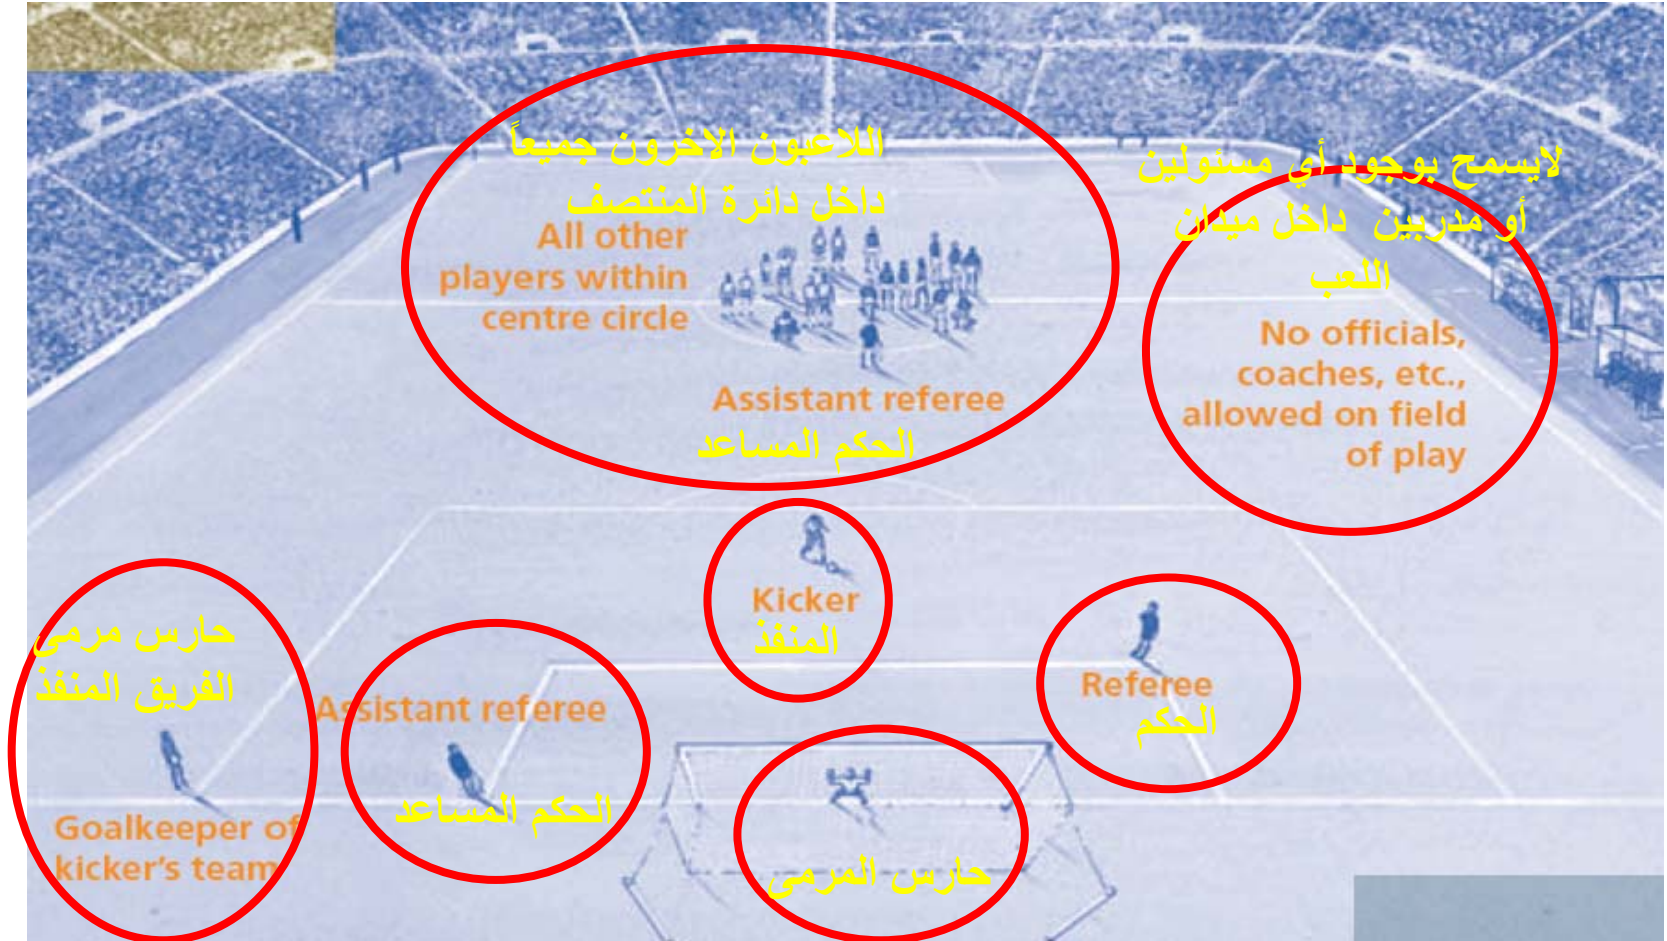 اللاعبون الاخرون جميعاً
داخل دائرة المنتصف
All other
players within
centre circle
Assistant referee
الحكم المساعد
لايسمح بوجود أي مسئولين
أو مدربين داخل ميدان
اللعب
No officials,
coaches, etc.,
allowed on field
of play
Kicker
المنفذ
حارس مرمى
الفريق المنفذ
Goalkeeper of
kicker's team
Assistant referee
الحكم المساعد
Referee
الحكم
حارس المرمى